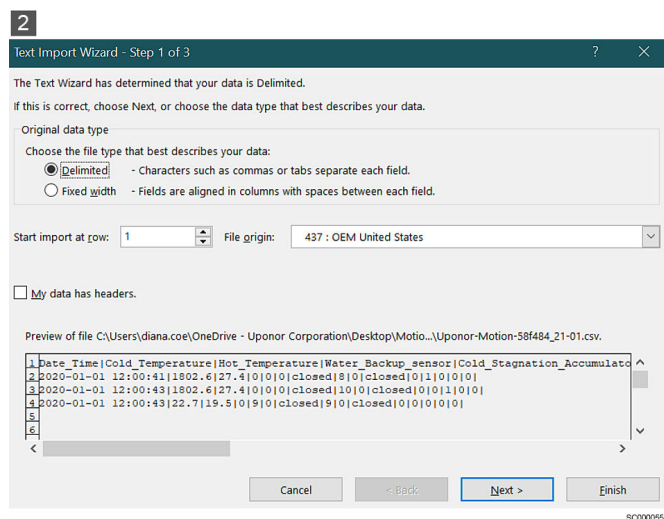 2
Text Import Wizard - Step 1 of 3 ? ×
The Text Wizard has determined that your data is Delimited.
If this is correct, choose Next, or choose the data type that best describes your data.
Original data type
Choose the file type that best describes your data:
Delimited - Characters such as commas or tabs separate each field.
Fixed width - Fields are aligned in columns with spaces between each field.
Start import at row: 1 File origin: 437 : OEM United States
My data has headers.
Preview of file C:\Users\diana.coe\OneDrive - Uponor Corporation\Desktop\Motio...\Uponor-Motion-58f484_21-01.csv.
1 Date_Time|Cold_Temperature|Hot_Temperature|Water_Backup_sensor|Cold_Stagnation_Accumulato
2 2020-01-01 12:00:41|1802.6|27.4|0|0|0|closed|8|0|closed|0|1|0|0|0|
3 2020-01-01 12:00:43|1802.6|27.4|0|0|0|closed|10|0|closed|0|0|1|0|0|
4 2020-01-01 12:00:43|22.7|19.5|0|9|0|closed|9|0|closed|0|0|0|0|0|
5
6
Cancel < Back Next > Finish
SC000055